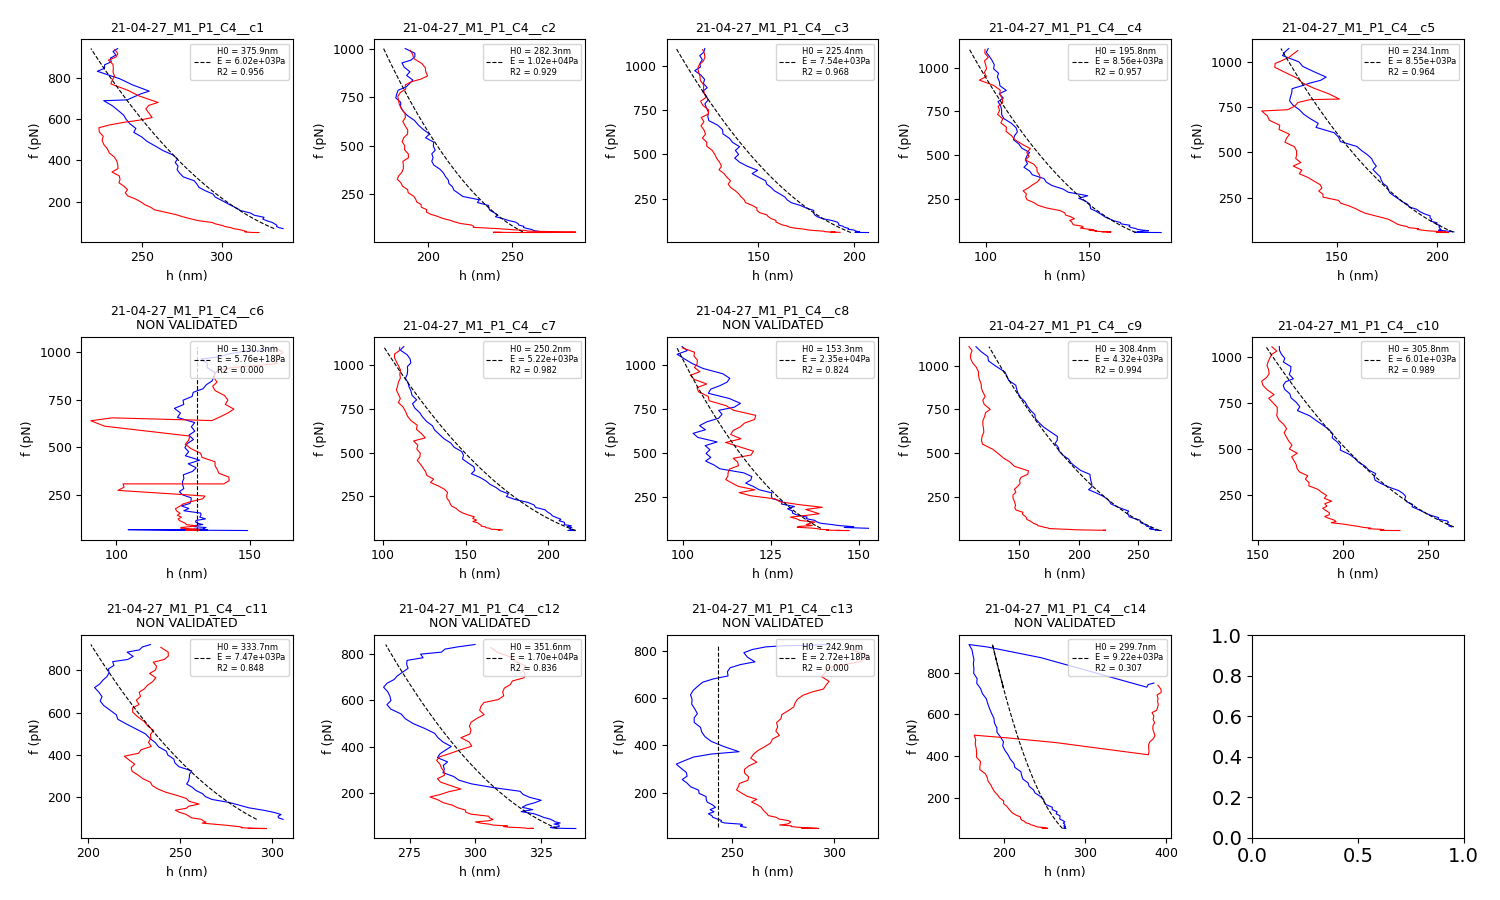 21-04-27_M1_P1_C4__c1
H0 = 375.9nm
E = 6.02e+03Pa
R2 = 0.956
f (pN)
800
600
400
200
250 300
h (nm)
21-04-27_M1_P1_C4__c2
H0 = 282.3nm
E = 1.02e+04Pa
R2 = 0.929
f (pN)
1000
750
500
250
200 250
h (nm)
21-04-27_M1_P1_C4__c3
H0 = 225.4nm
E = 7.54e+03Pa
R2 = 0.968
f (pN)
1000
750
500
250
150 200
h (nm)
21-04-27_M1_P1_C4__c4
H0 = 195.8nm
E = 8.56e+03Pa
R2 = 0.957
f (pN)
1000
750
500
250
100 150
h (nm)
21-04-27_M1_P1_C4__c5
H0 = 234.1nm
E = 8.55e+03Pa
R2 = 0.964
f (pN)
1000
750
500
250
150 200
h (nm)
21-04-27_M1_P1_C4__c6
NON VALIDATED
H0 = 130.3nm
E = 5.76e+18Pa
R2 = 0.000
f (pN)
1000
750
500
250
100 150
h (nm)
21-04-27_M1_P1_C4__c7
H0 = 250.2nm
E = 5.22e+03Pa
R2 = 0.982
f (pN)
1000
750
500
250
100 150 200
h (nm)
21-04-27_M1_P1_C4__c8
NON VALIDATED
H0 = 153.3nm
E = 2.35e+04Pa
R2 = 0.824
f (pN)
1000
750
500
250
100 125 150
h (nm)
21-04-27_M1_P1_C4__c9
H0 = 308.4nm
E = 4.32e+03Pa
R2 = 0.994
f (pN)
1000
750
500
250
150 200 250
h (nm)
21-04-27_M1_P1_C4__c10
H0 = 305.8nm
E = 6.01e+03Pa
R2 = 0.989
f (pN)
1000
750
500
250
150 200 250
h (nm)
21-04-27_M1_P1_C4__c11
NON VALIDATED
H0 = 333.7nm
E = 7.47e+03Pa
R2 = 0.848
f (pN)
800
600
400
200
200 250 300
h (nm)
21-04-27_M1_P1_C4__c12
NON VALIDATED
H0 = 351.6nm
E = 1.70e+04Pa
R2 = 0.836
f (pN)
800
600
400
200
275 300 325
h (nm)
21-04-27_M1_P1_C4__c13
NON VALIDATED
H0 = 242.9nm
E = 2.72e+18Pa
R2 = 0.000
f (pN)
800
600
400
200
250 300
h (nm)
21-04-27_M1_P1_C4__c14
NON VALIDATED
H0 = 299.7nm
E = 9.22e+03Pa
R2 = 0.307
f (pN)
800
600
400
200
200 300 400
h (nm)
1.0
0.8
0.6
0.4
0.2
0.0
0.0 0.5 1.0